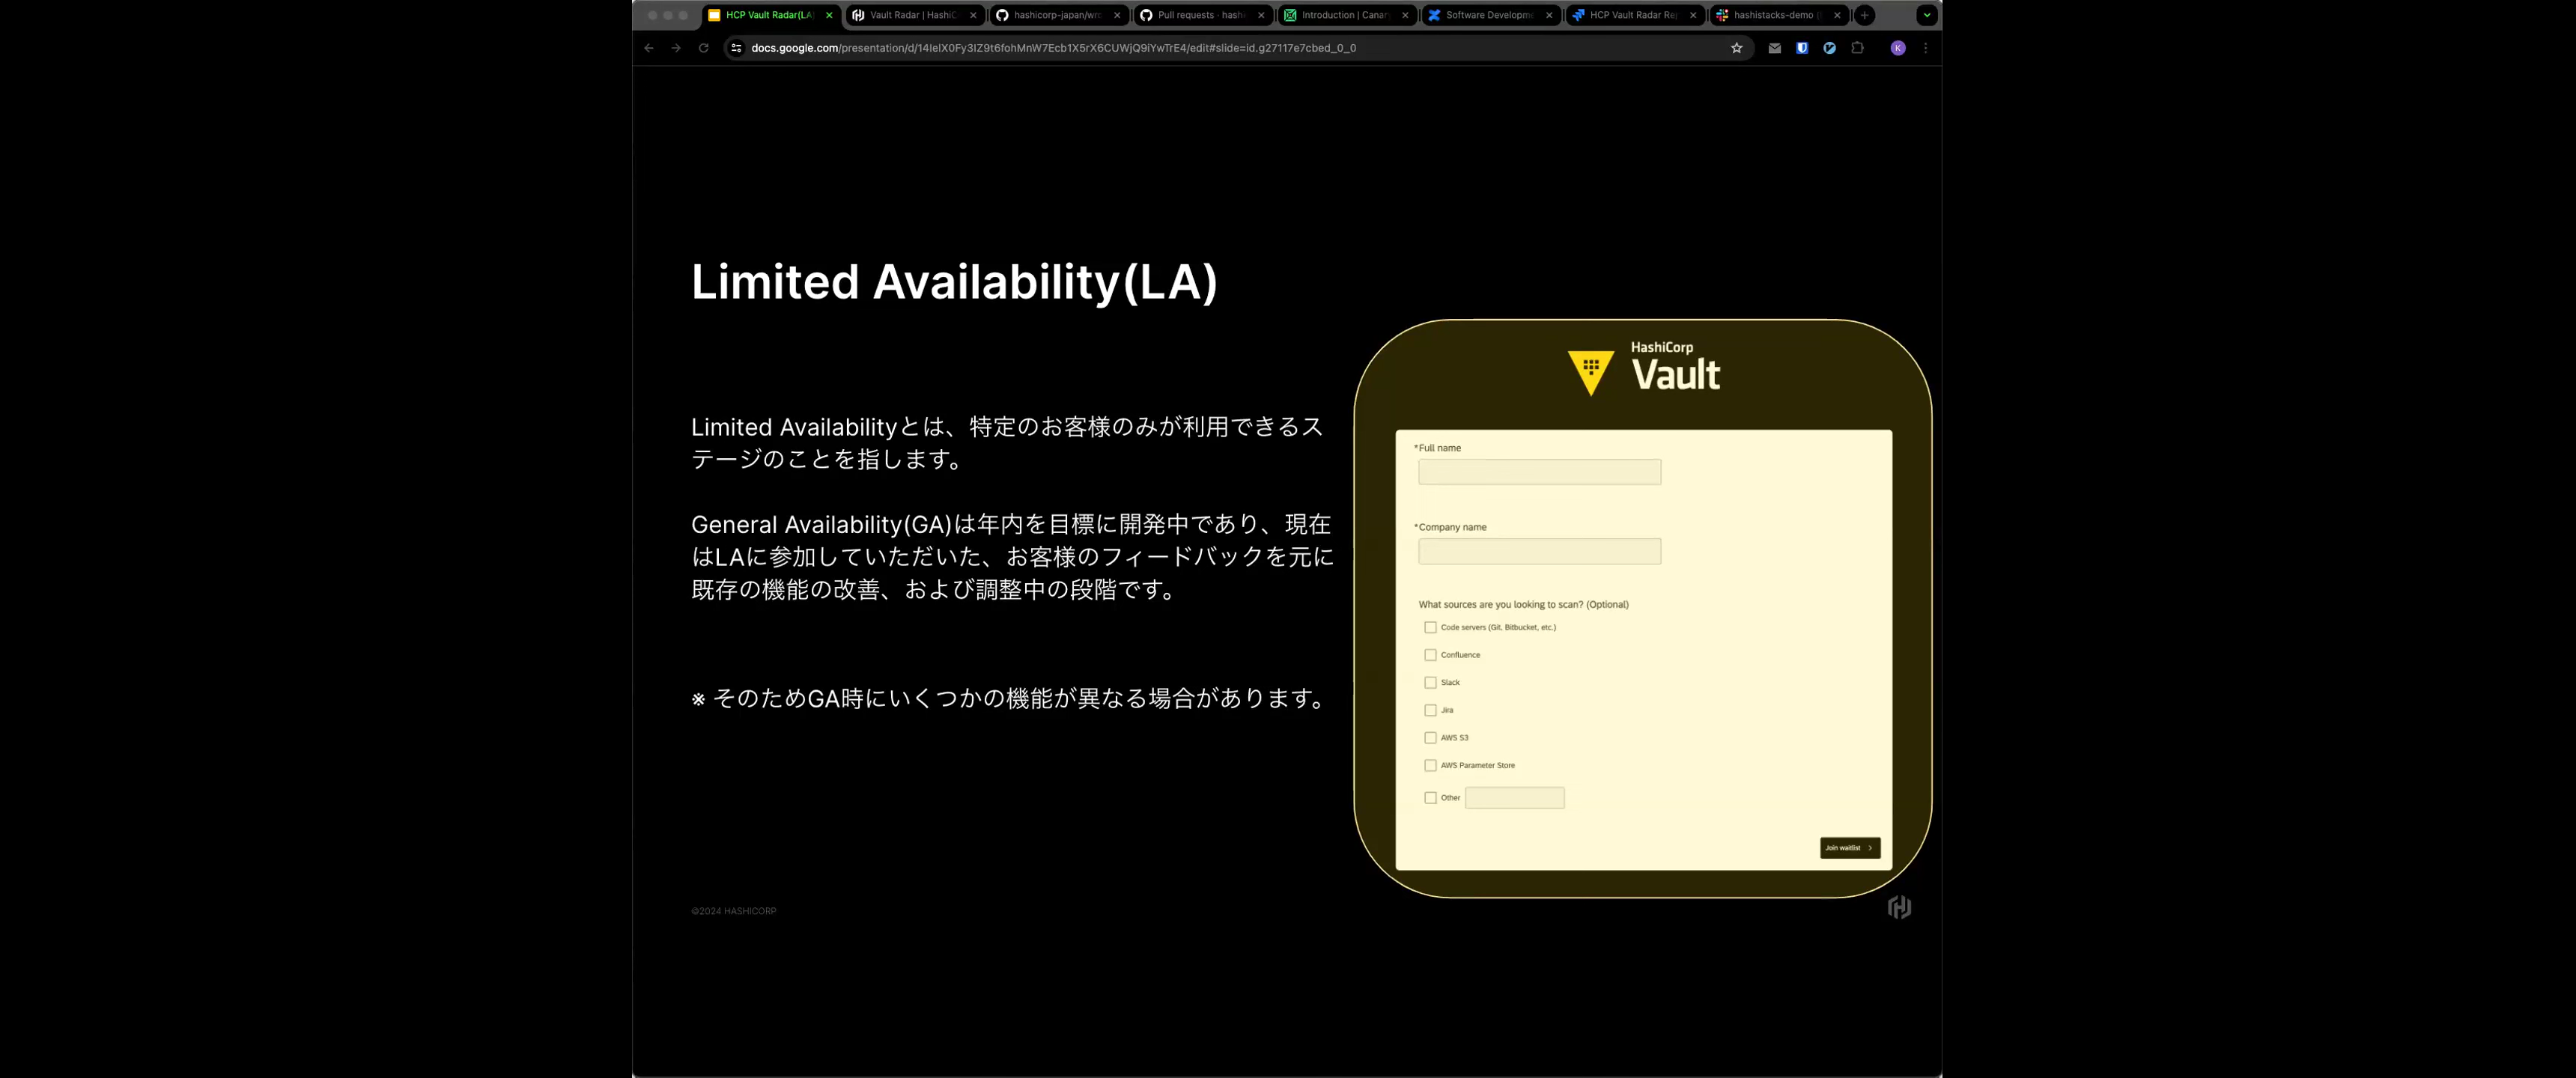 HCP Vault Radar(LA)
Vault Radar | HashiC
hashicorp-japan/wn
Pull requests · hashi
Introduction | Canar
Software Developme
HCP Vault Radar Re
hashistacks-demo (
docs.google.com/presentation/d/14IelX0Fy3IZ9t6fohMnW7Ecb1X5rX6CUWjQ9iYwTrE4/edit#slide=id.g27117e7cbed_0_0
K
Limited Availability(LA)
Limited Availabilityとは、特定のお客様のみが利用できるス
テージのことを指します。
General Availability(GA)は年内を目標に開発中であり、現在
はLAに参加していただいた、お客様のフィードバックを元に
既存の機能の改善、および調整中の段階です。
※ そのためGA時にいくつかの機能が異なる場合があります。
HashiCorp
Vault
*Full name
*Company name
What sources are you looking to scan? (Optional)
Code servers (Git, Bitbucket, etc.)
Confluence
Slack
Jira
AWS S3
AWS Parameter Store
Other
Join waitlist
©2024 HASHICORP